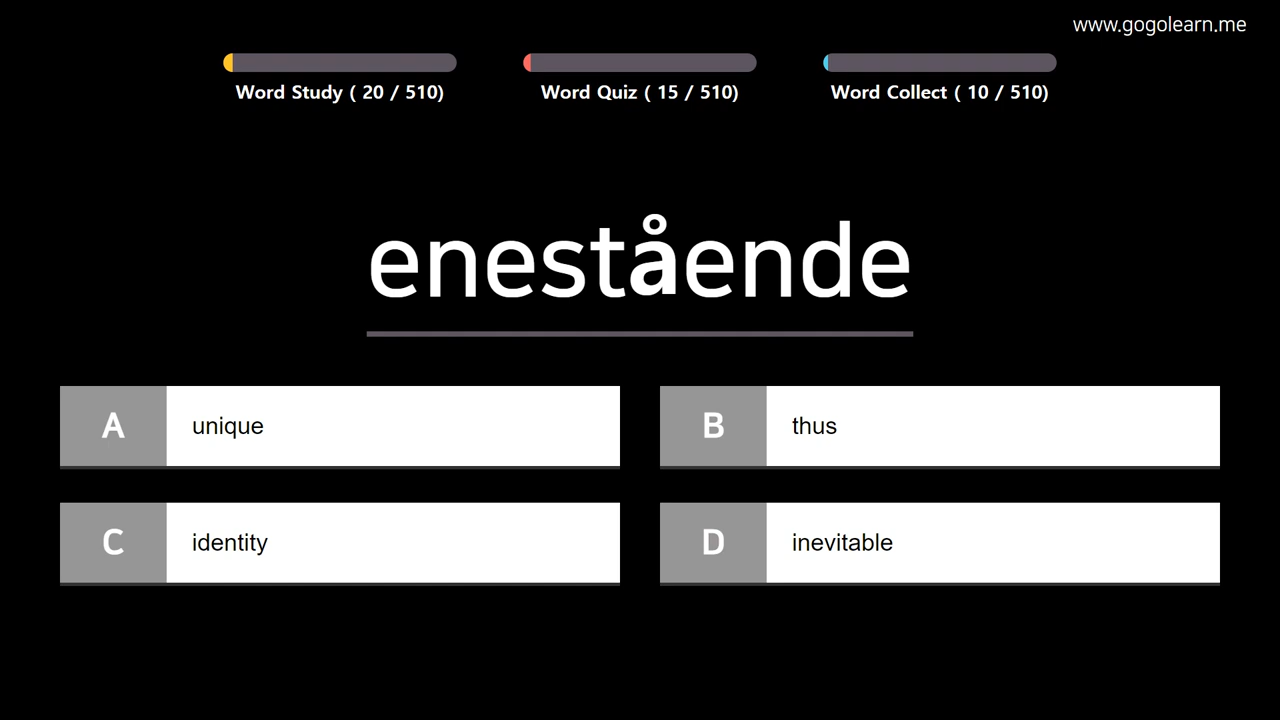 www.gogolearn.me
Word Study ( 20 / 510)
Word Quiz ( 15 / 510)
Word Collect ( 10 / 510)
enestående
A unique
B thus
C identity
D inevitable